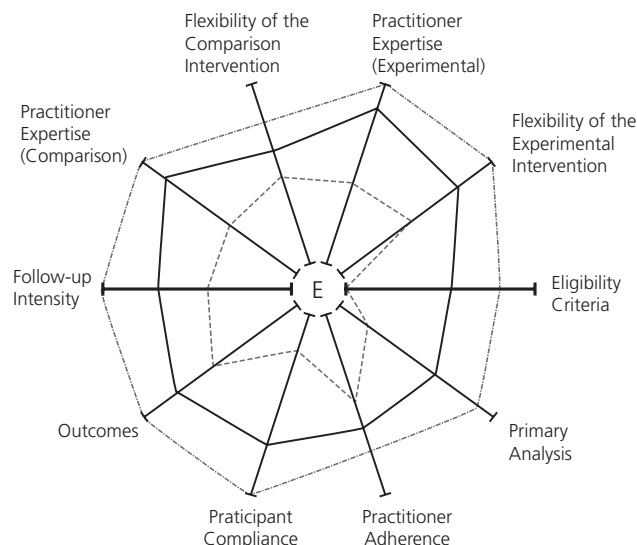 Flexibility of the
Comparison
Intervention
Practitioner
Expertise
(Experimental)
Practitioner
Expertise
(Comparison)
Flexibility of the
Experimental
Intervention
Follow-up
Intensity
E
Eligibility
Criteria
Outcomes
Primary
Analysis
Praticipant
Compliance
Practitioner
Adherence